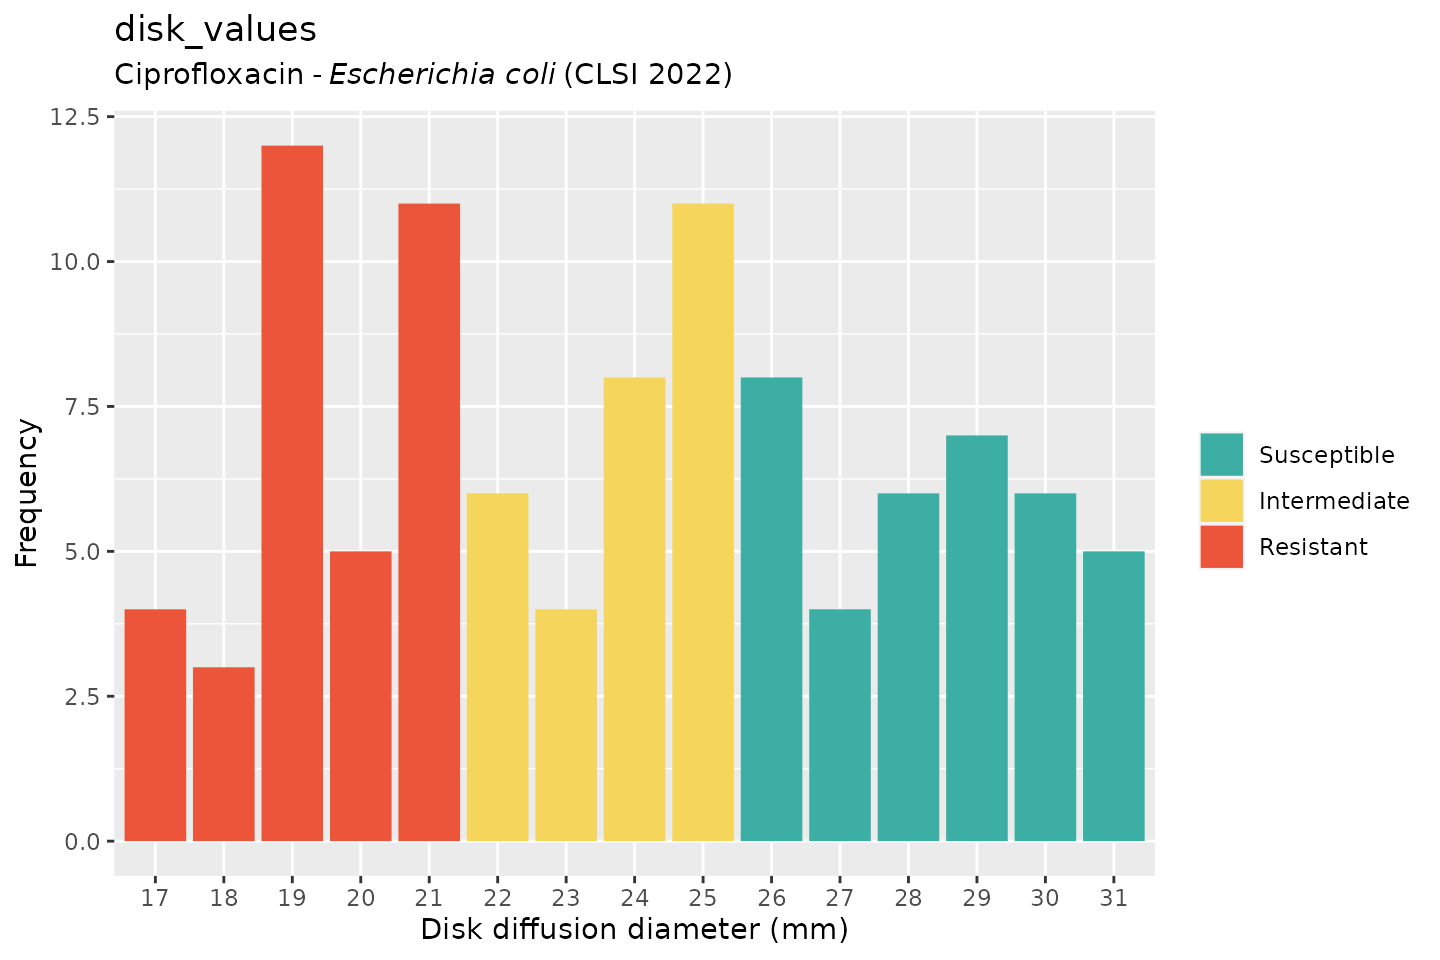 disk_values
Ciprofloxacin - Escherichia coli (CLSI 2022)
Frequency
12.5
10.0
7.5
5.0
2.5
0.0
17 18 19 20 21 22 23 24 25 26 27 28 29 30 31
Disk diffusion diameter (mm)
Susceptible
Intermediate
Resistant